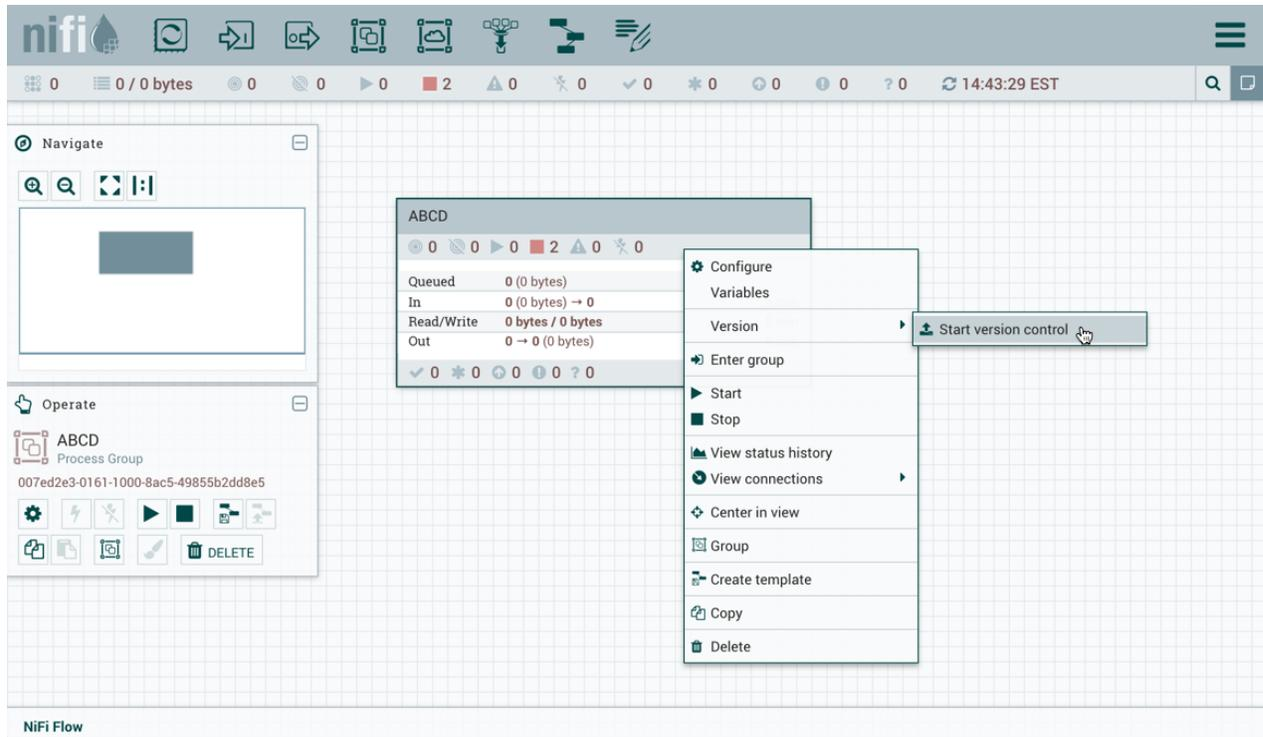 nifi
0 0 / 0 bytes 0 0 0 2 0 0 0 0 0 0 ? 0 14:43:29 EST
Navigate
ABCD
0 0 0 2 0 0
Queued 0 (0 bytes)
In 0 (0 bytes) → 0
Read/Write 0 bytes / 0 bytes
Out 0 → 0 (0 bytes)
0 0 0 0 ? 0
Configure
Variables
Version
Start version control
Enter group
Start
Stop
View status history
View connections
Center in view
Group
Create template
Copy
Delete
Operate
ABCD
Process Group
007ed2e3-0161-1000-8ac5-49855b2dd8e5
DELETE
NiFi Flow